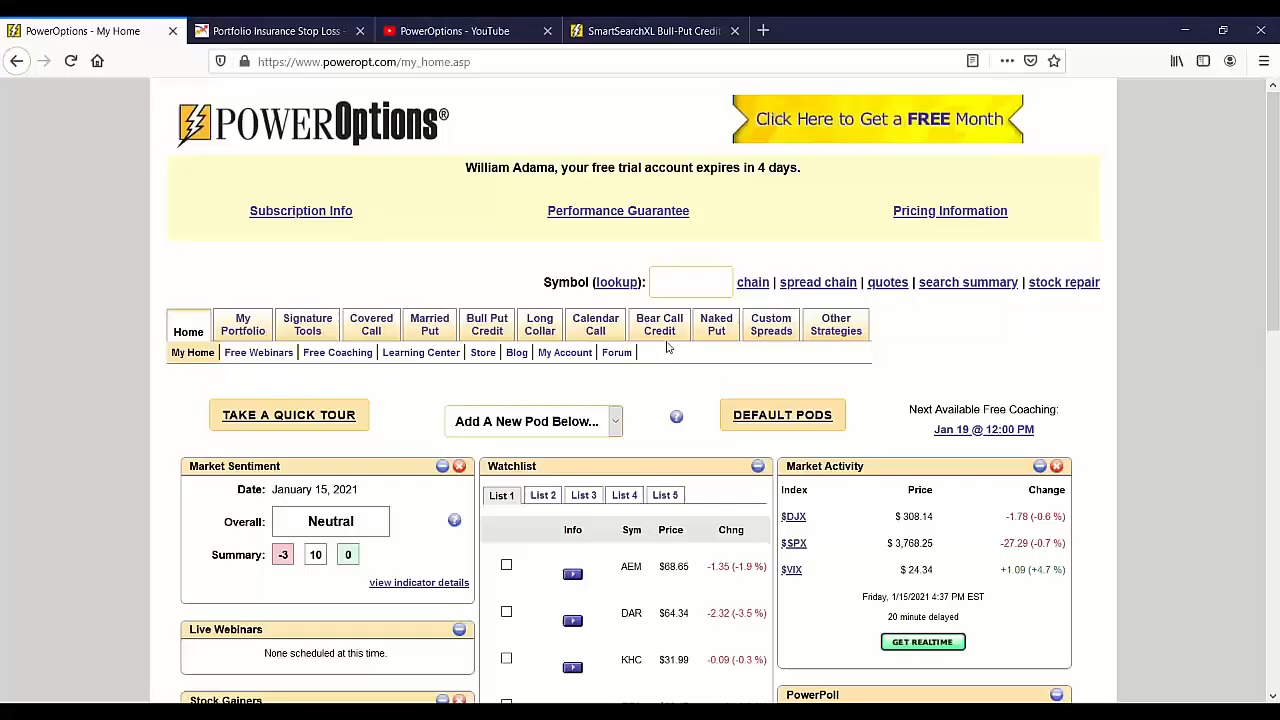 PowerOptions - My Home
Portfolio Insurance Stop Loss -
PowerOptions - YouTube
SmartSearchXL Bull-Put Credit
https://www.poweropt.com/my_home.asp
POWEROptions®
Click Here to Get a FREE Month
William Adama, your free trial account expires in 4 days.
Subscription Info
Performance Guarantee
Pricing Information
Symbol (lookup):
chain | spread chain | quotes | search summary | stock repair
Home
My Portfolio
Signature Tools
Covered Call
Married Put
Bull Put Credit
Long Collar
Calendar Call
Bear Call Credit
Naked Put
Custom Spreads
Other Strategies
My Home | Free Webinars | Free Coaching | Learning Center | Store | Blog | My Account | Forum |
TAKE A QUICK TOUR
Add A New Pod Below...
DEFAULT PODS
Next Available Free Coaching:
Jan 19 @ 12:00 PM
Market Sentiment
Date: January 15, 2021
Overall: Neutral
Summary: -3 10 0
view indicator details
Live Webinars
None scheduled at this time.
Stock Gainers
Watchlist
List 1 List 2 List 3 List 4 List 5
Info Sym Price Chng
AEM $68.65 -1.35 (-1.9 %)
DAR $64.34 -2.32 (-3.5 %)
KHC $31.99 -0.09 (-0.3 %)
Market Activity
Index Price Change
$DJX $ 308.14 -1.78 (-0.6 %)
$SPX $ 3,768.25 -27.29 (-0.7 %)
$VIX $ 24.34 +1.09 (+4.7 %)
Friday, 1/15/2021 4:37 PM EST
20 minute delayed
GET REALTIME
PowerPoll